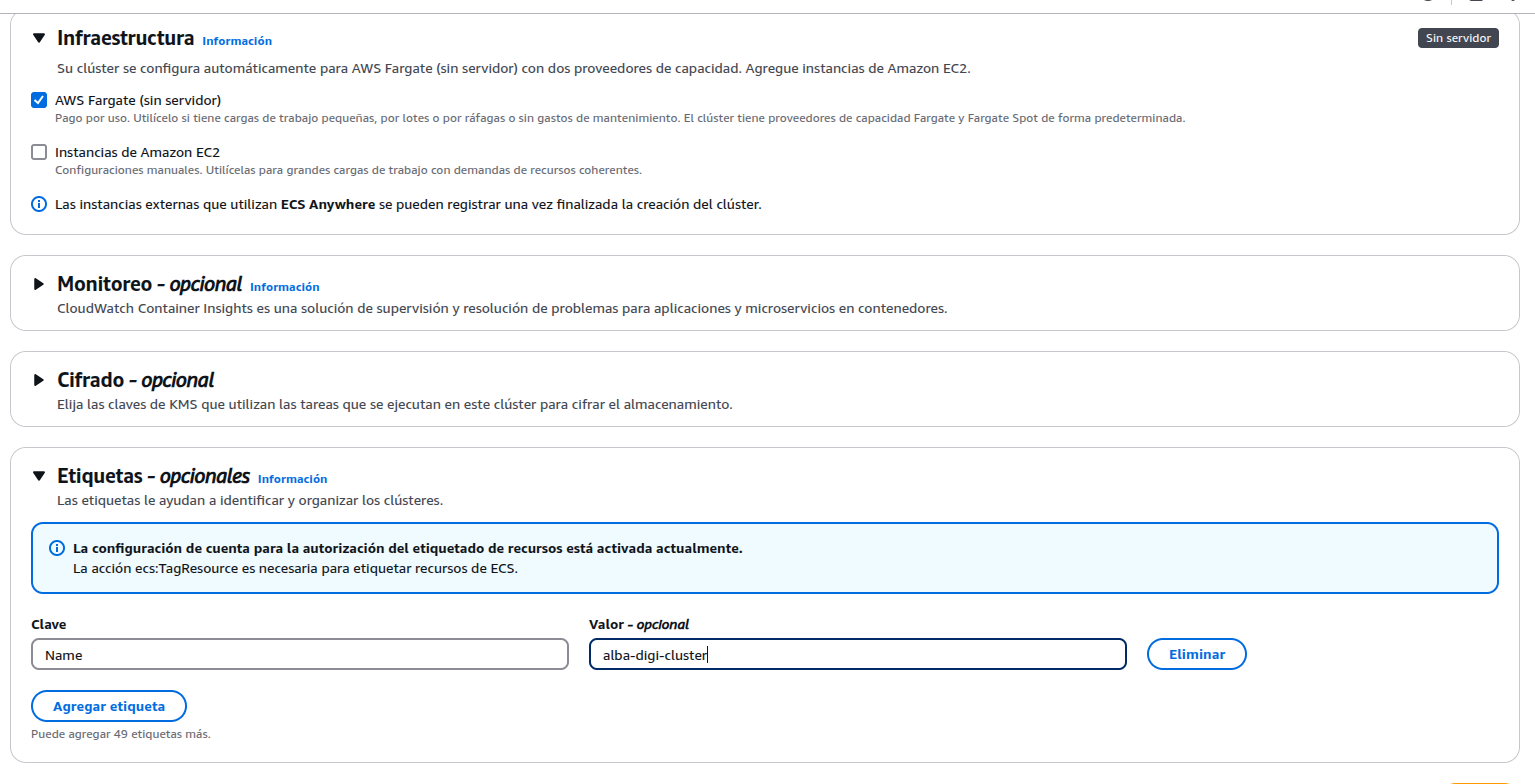 Infraestructura Información
Sin servidor
Su clúster se configura automáticamente para AWS Fargate (sin servidor) con dos proveedores de capacidad. Agregue instancias de Amazon EC2.
AWS Fargate (sin servidor)
Pago por uso. Utilícelo si tiene cargas de trabajo pequeñas, por lotes o por ráfagas o sin gastos de mantenimiento. El clúster tiene proveedores de capacidad Fargate y Fargate Spot de forma predeterminada.
Instancias de Amazon EC2
Configuraciones manuales. Utilícelas para grandes cargas de trabajo con demandas de recursos coherentes.
Las instancias externas que utilizan ECS Anywhere se pueden registrar una vez finalizada la creación del clúster.
Monitoreo – opcional Información
CloudWatch Container Insights es una solución de supervisión y resolución de problemas para aplicaciones y microservicios en contenedores.
Cifrado – opcional
Elija las claves de KMS que utilizan las tareas que se ejecutan en este clúster para cifrar el almacenamiento.
Etiquetas – opcionales Información
Las etiquetas le ayudan a identificar y organizar los clústeres.
La configuración de cuenta para la autorización del etiquetado de recursos está activada actualmente.
La acción ecs:TagResource es necesaria para etiquetar recursos de ECS.
Clave
Valor – opcional
Name
alba-digi-cluster
Eliminar
Agregar etiqueta
Puede agregar 49 etiquetas más.